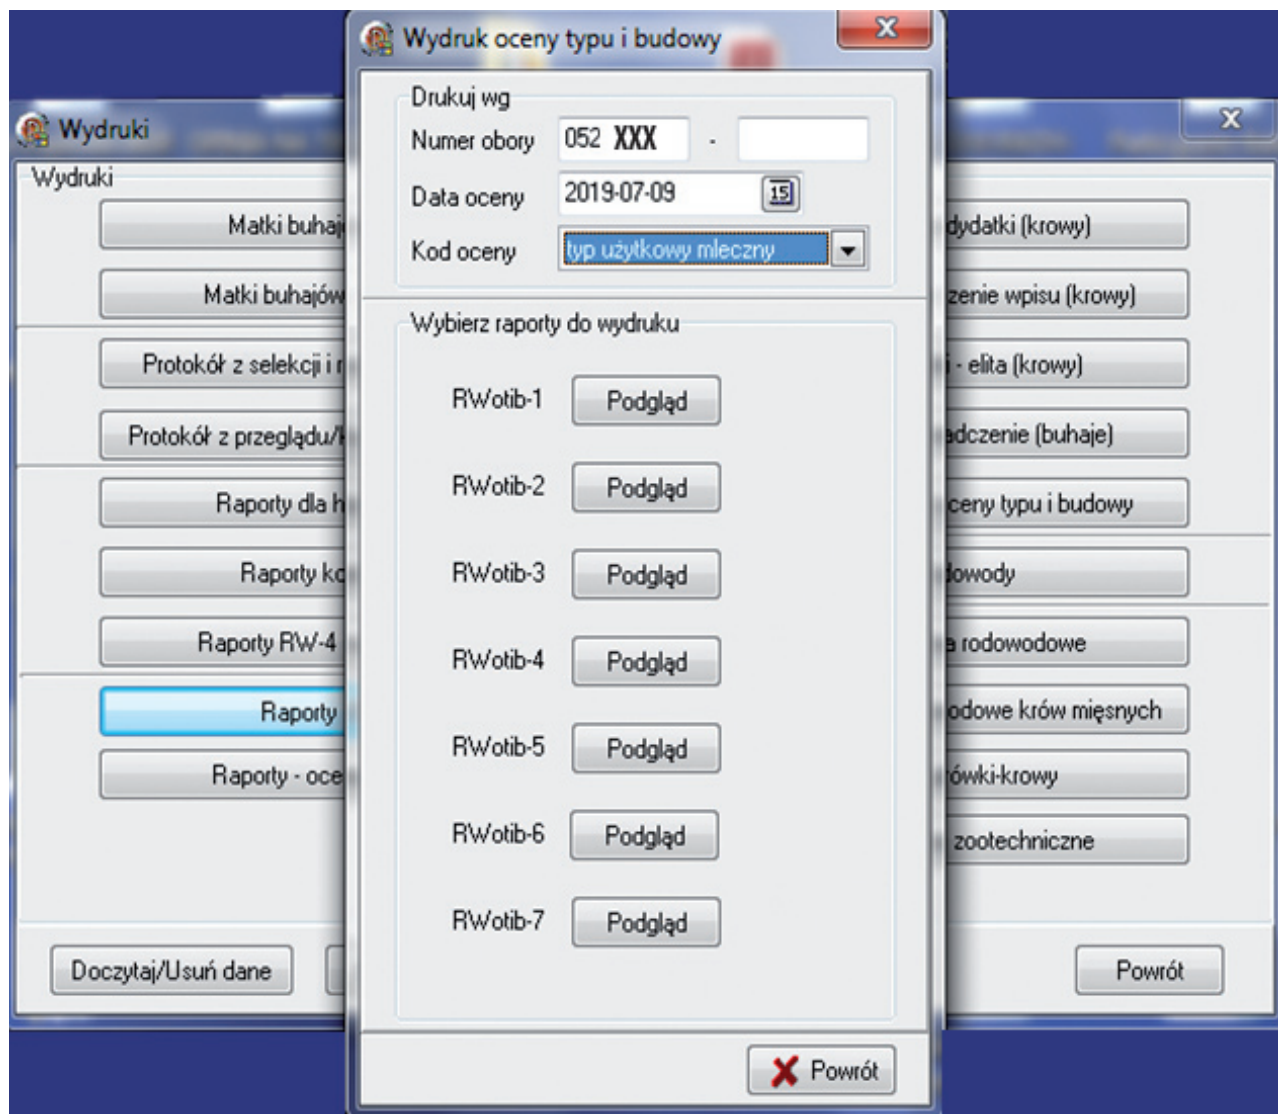 Wydruk oceny typu i budowy
Drukuj wg
Numer obory 052 XXX -
Data oceny 2019-07-09 15
Kod oceny typ użytkowy mleczny
Wybierz raporty do wydruku
RWotib-1 Podgląd
RWotib-2 Podgląd
RWotib-3 Podgląd
RWotib-4 Podgląd
RWotib-5 Podgląd
RWotib-6 Podgląd
RWotib-7 Podgląd
Powrót
Wydruki
Wydruki
Matki buhaj
Matki buhajów
Protokół z selekcji i
Protokół z przeglądu/
Raporty dla h
Raporty ko
Raporty RW-4
Raporty
Raporty - oce
Doczytaj/Usuń dane
dydatki (krowy)
zenie wpisu (krowy)
i - elita (krowy)
adczenie (buhaje)
ceny typu i budowy
dowody
a rodowodowe
odowe krów mięsnych
ówki-krowy
zootechniczne
Powrót